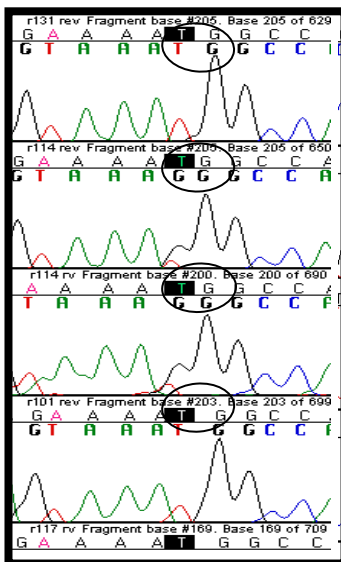 r131 rev Fragment base #205. Base 205 of 629
G A A A A T G G C C
G T A A A T G G C C
r114 rev Fragment base #205. Base 205 of 650
G A A A A T G G C C A
G T A A A G G G C C A
r114 rv Fragment base #200. Base 200 of 690
A A A A T G G C C A
T A A A G G G C C A
r101 rev Fragment base #203. Base 203 of 699
G A A A A T G G C C
G T A A A T G G C C
r117 rv Fragment base #169. Base 169 of 709
G A A A A T G G C C